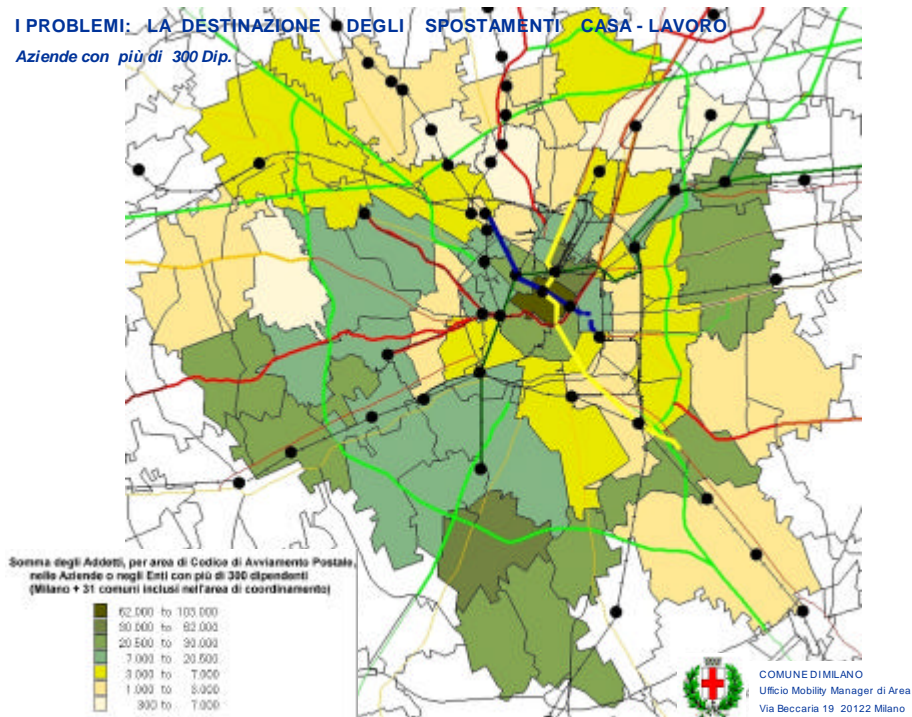 I PROBLEMI: LA DESTINAZIONE DEGLI SPOSTAMENTI CASA - LAVORO
Aziende con più di 300 Dip.
Somma degli Addetti, per area di Codice di Avviamento Postale,
nelle Aziende o negli Enti con più di 300 dipendenti
(Milano + 31 comuni inclusi nell'area di coordinamento)
62.000 to 103.000
30.000 to 62.000
20.500 to 30.000
7.000 to 20.500
3.000 to 7.000
1.000 to 3.000
300 to 7.000
COMUNE DI MILANO
Ufficio Mobility Manager di Area
Via Beccaria 19 20122 Milano